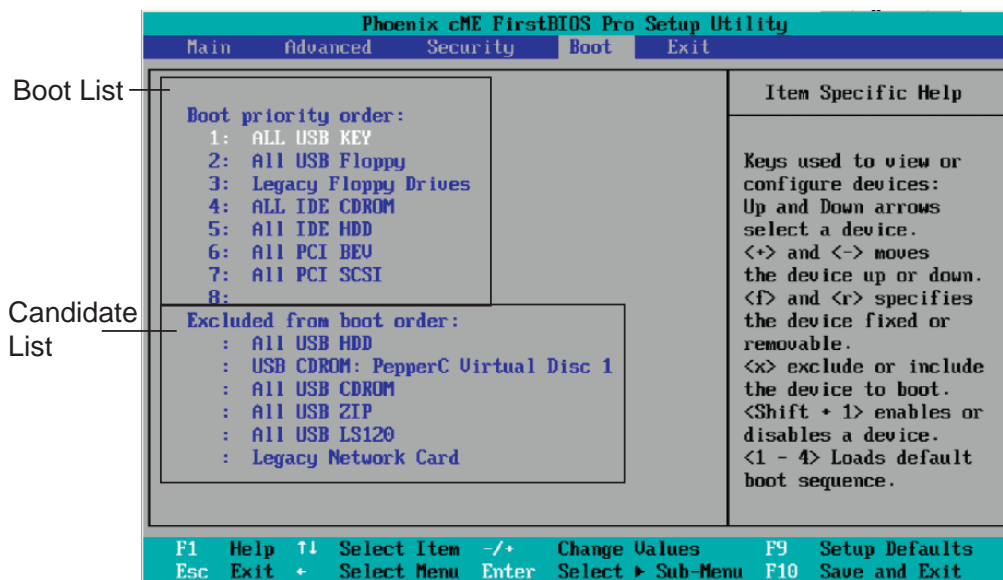 Phoenix cME FirstBIOS Pro Setup Utility
Main Advanced Security Boot Exit
Boot List
Boot priority order:
1: ALL USB KEY
2: All USB Floppy
3: Legacy Floppy Drives
4: ALL IDE CDROM
5: All IDE HDD
6: All PCI BEV
7: All PCI SCSI
8:
Candidate
List
Excluded from boot order:
: All USB HDD
: USB CDROM: PepperC Virtual Disc 1
: All USB CDROM
: All USB ZIP
: All USB LS120
: Legacy Network Card
Item Specific Help
Keys used to view or
configure devices:
Up and Down arrows
select a device.
<+> and <-> moves
the device up or down.
<f> and <r> specifies
the device fixed or
removable.
<x> exclude or include
the device to boot.
<Shift + 1> enables or
disables a device.
<1 - 4> Loads default
boot sequence.
F1 Help ↑↓ Select Item -/+ Change Values F9 Setup Defaults
Esc Exit ← Select Menu Enter Select ▶ Sub-Menu F10 Save and Exit